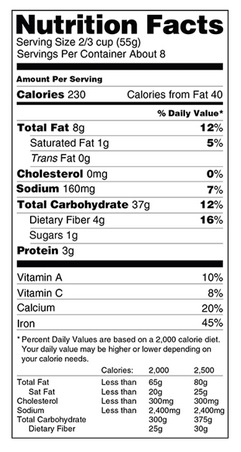 Nutrition Facts
Serving Size 2/3 cup (55g)
Servings Per Container About 8
Amount Per Serving
Calories 230 Calories from Fat 40
% Daily Value*
Total Fat 8g 12%
Saturated Fat 1g 5%
Trans Fat 0g
Cholesterol 0mg 0%
Sodium 160mg 7%
Total Carbohydrate 37g 12%
Dietary Fiber 4g 16%
Sugars 1g
Protein 3g
Vitamin A 10%
Vitamin C 8%
Calcium 20%
Iron 45%
* Percent Daily Values are based on a 2,000 calorie diet.
Your daily value may be higher or lower depending on
your calorie needs.
Calories: 2,000 2,500
Total Fat Less than 65g 80g
Sat Fat Less than 20g 25g
Cholesterol Less than 300mg 300mg
Sodium Less than 2,400mg 2,400mg
Total Carbohydrate 300g 375g
Dietary Fiber 25g 30g